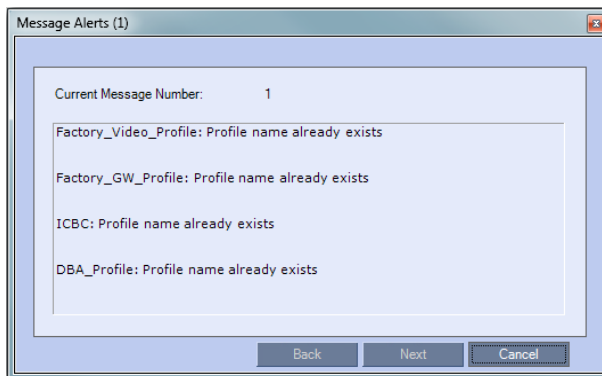 Message Alerts (1)
Current Message Number: 1
Factory_Video_Profile: Profile name already exists
Factory_GW_Profile: Profile name already exists
ICBC: Profile name already exists
DBA_Profile: Profile name already exists
Back Next Cancel